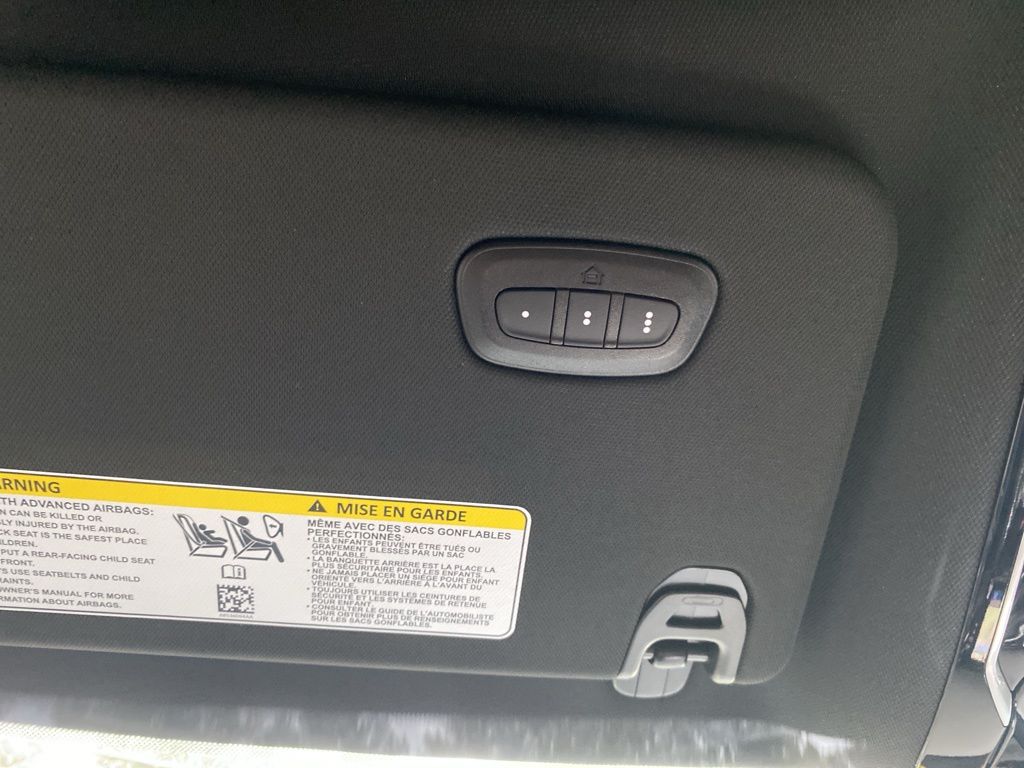 RNING
TH ADVANCED AIRBAGS:
N CAN BE KILLED OR
SLY INJURED BY THE AIRBAG.
CK SEAT IS THE SAFEST PLACE
ILDREN.
PUT A REAR-FACING CHILD SEAT
FRONT.
S USE SEATBELTS AND CHILD
RAINTS.
OWNER'S MANUAL FOR MORE
RMATION ABOUT AIRBAGS.
MISE EN GARDE
MÊME AVEC DES SACS GONFLABLES
PERFECTIONNÉS:
• LES ENFANTS PEUVENT ÊTRE TUÉS OU
GRAVEMENT BLESSÉS PAR UN SAC
GONFLABLE.
• LA BANQUETTE ARRIÈRE EST LA PLACE LA
PLUS SÉCURITAIRE POUR LES ENFANTS.
• NE JAMAIS PLACER UN SIÈGE POUR ENFANT
ORIENTÉ VERS L'ARRIÈRE À L'AVANT DU
VÉHICULE.
• TOUJOURS UTILISER LES CEINTURES DE
SÉCURITÉ ET LES SYSTÈMES DE RETENUE
POUR ENFANT.
• CONSULTER LE GUIDE DE L'AUTOMOBILISTE
POUR OBTENIR PLUS DE RENSEIGNEMENTS
SUR LES SACS GONFLABLES.